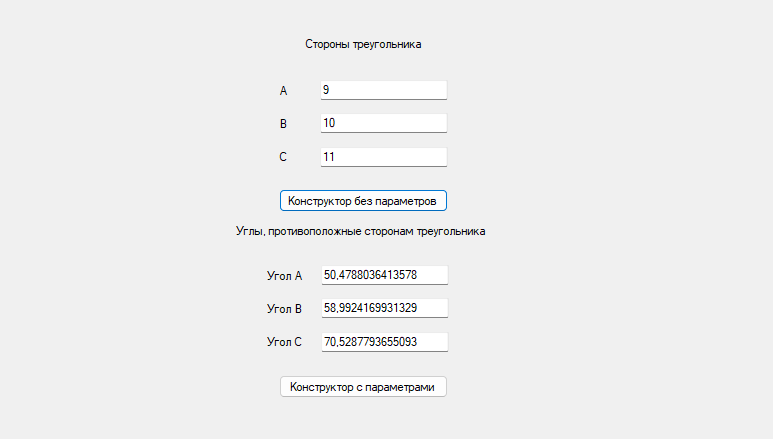 Стороны треугольника
A 9
B 10
C 11
Конструктор без параметров
Углы, противоположные сторонам треугольника
Угол A 50,4788036413578
Угол B 58,9924169931329
Угол C 70,5287793655093
Конструктор с параметрами